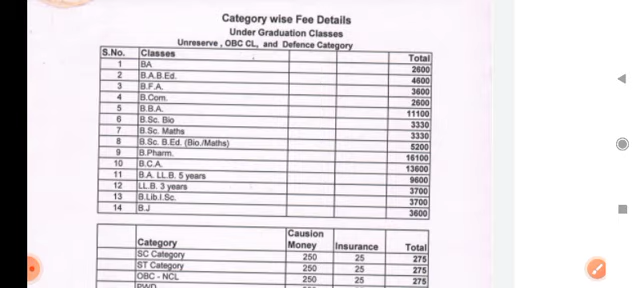 Category wise Fee Details
Under Graduation Classes
Unreserve , OBC CL, and Defence Category
S.No. Classes Total
1 BA 2600
2 B.A.B.Ed. 4600
3 B.F.A. 3600
4 B.Com. 2600
5 B.B.A. 11100
6 B.Sc. Bio 3330
7 B.Sc. Maths 3330
8 B.Sc. B.Ed. (Bio./Maths) 5200
9 B.Pharm. 16100
10 B.C.A. 13600
11 B.A. LL.B. 5 years 9600
12 LL.B. 3 years 3700
13 B.Lib.I.Sc. 3700
14 B.J 3600
Category Causion Money Insurance Total
SC Category 250 25 275
ST Category 250 25 275
OBC - NCL 250 25 275
PWD